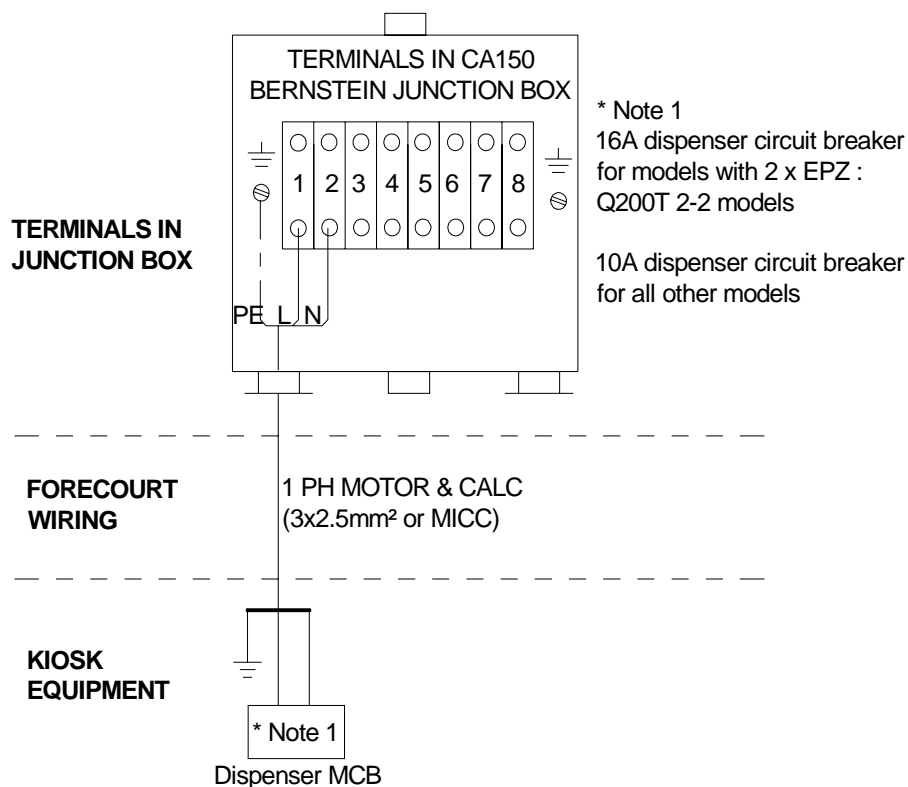 TERMINALS IN CA150
BERNSTEIN JUNCTION BOX
* Note 1
16A dispenser circuit breaker
for models with 2 x EPZ :
Q200T 2-2 models
10A dispenser circuit breaker
for all other models
1 2 3 4 5 6 7 8
TERMINALS IN
JUNCTION BOX
PE L N
FORECOURT
WIRING
1 PH MOTOR & CALC
(3x2.5mm² or MICC)
KIOSK
EQUIPMENT
* Note 1
Dispenser MCB